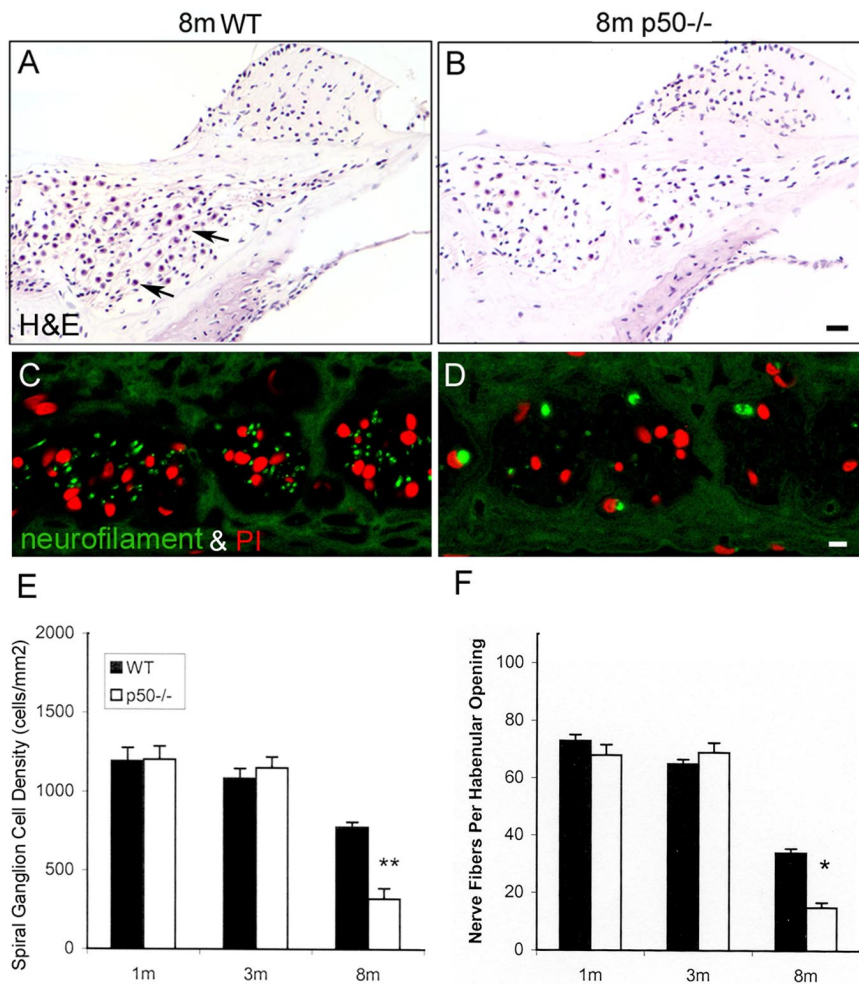 8m WT
8m p50-/-
A
B
H&E
C
D
neurofilament & PI
E
F
Spiral Ganglion Cell Density (cells/mm2)
2000
1500
1000
500
0
WT
p50-/-
**
1m
3m
8m
Nerve Fibers Per Habenular Opening
100
80
60
40
20
0
*
1m
3m
8m